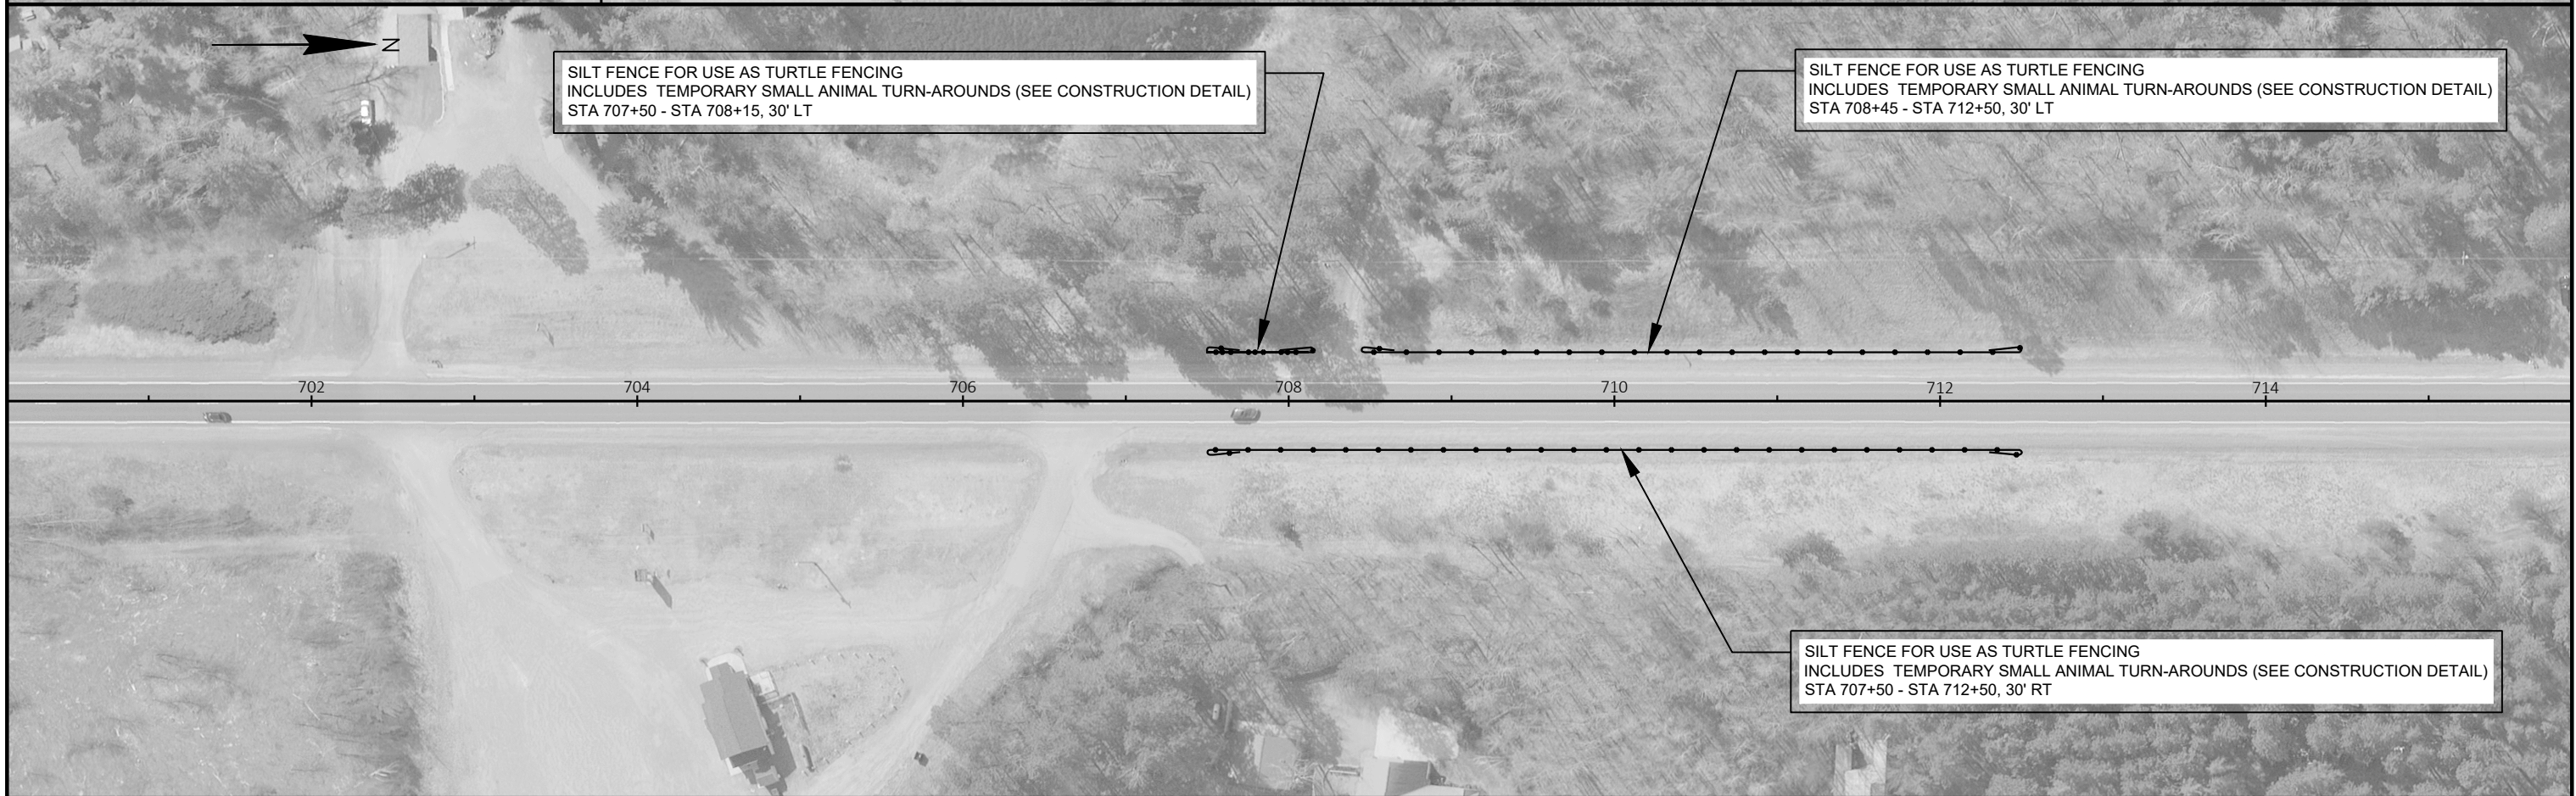 N
SILT FENCE FOR USE AS TURTLE FENCING
INCLUDES TEMPORARY SMALL ANIMAL TURN-AROUNDS (SEE CONSTRUCTION DETAIL)
STA 707+50 - STA 708+15, 30' LT
SILT FENCE FOR USE AS TURTLE FENCING
INCLUDES TEMPORARY SMALL ANIMAL TURN-AROUNDS (SEE CONSTRUCTION DETAIL)
STA 708+45 - STA 712+50, 30' LT
702 704 706 708 710 712 714
SILT FENCE FOR USE AS TURTLE FENCING
INCLUDES TEMPORARY SMALL ANIMAL TURN-AROUNDS (SEE CONSTRUCTION DETAIL)
STA 707+50 - STA 712+50, 30' RT